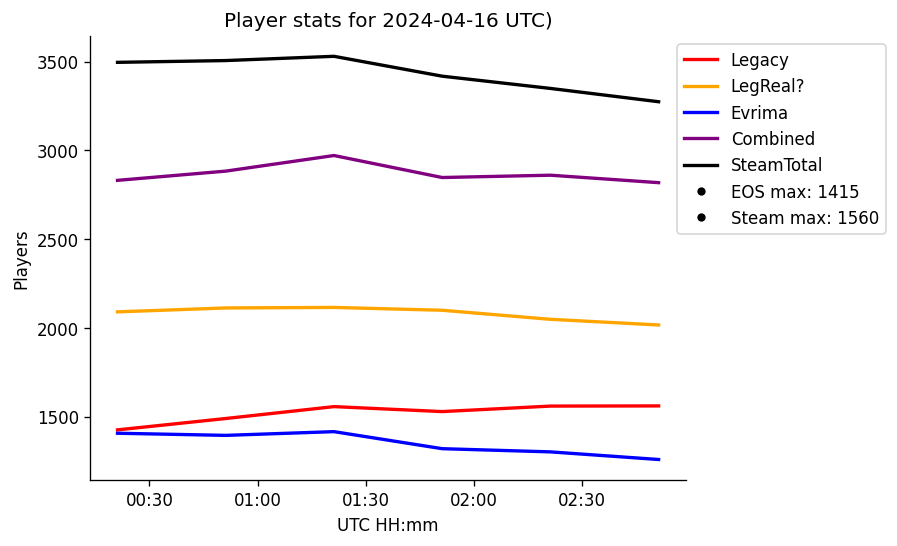 Player stats for 2024-04-16 UTC)
3500
3000
2500
2000
1500
Players
00:30 01:00 01:30 02:00 02:30
UTC HH:mm
Legacy
LegReal?
Evrima
Combined
SteamTotal
EOS max: 1415
Steam max: 1560